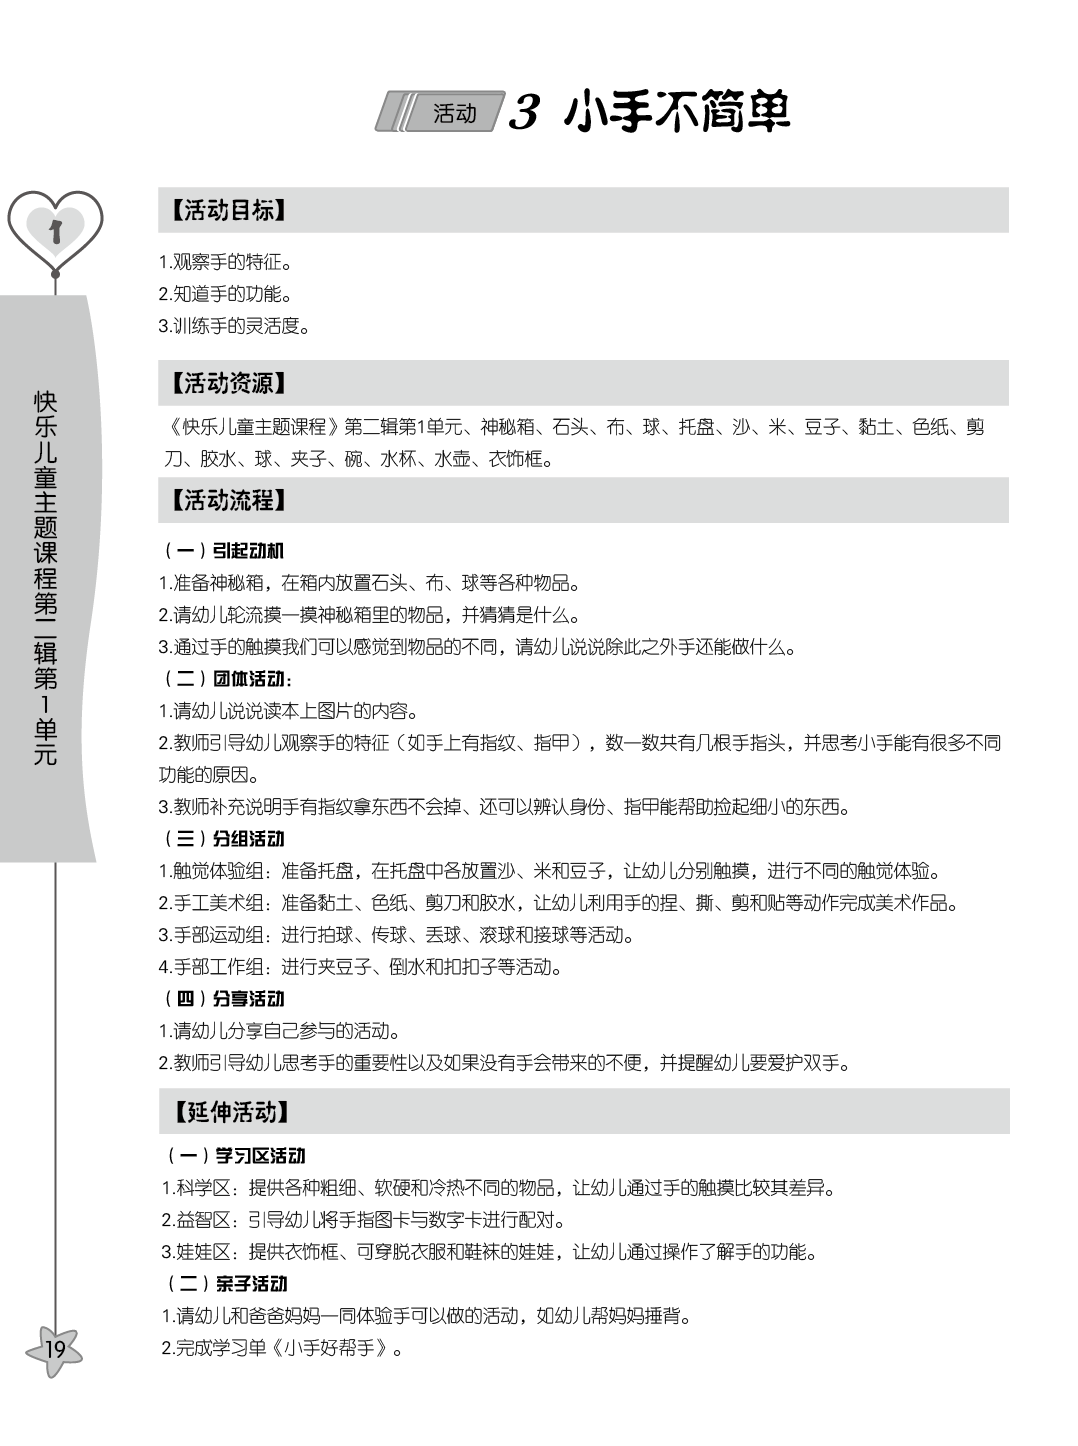 活动 3 小手不简单
【活动目标】
1.观察手的特征。
2.知道手的功能。
3.训练手的灵活度。
【活动资源】
《快乐儿童主题课程》第二辑第1单元、神秘箱、石头、布、球、托盘、沙、米、豆子、黏土、色纸、剪
刀、胶水、球、夹子、碗、水杯、水壶、衣饰框。
【活动流程】
（一）引起动机
1.准备神秘箱，在箱内放置石头、布、球等各种物品。
2.请幼儿轮流摸一摸神秘箱里的物品，并猜猜是什么。
3.通过手的触摸我们可以感觉到物品的不同，请幼儿说说除此之外手还能做什么。
（二）团体活动：
1.请幼儿说说读本上图片的内容。
2.教师引导幼儿观察手的特征（如手上有指纹、指甲），数一数共有几根手指头，并思考小手能有很多不同
功能的原因。
3.教师补充说明手有指纹拿东西不会掉、还可以辨认身份、指甲能帮助捡起细小的东西。
（三）分组活动
1.触觉体验组：准备托盘，在托盘中各放置沙、米和豆子，让幼儿分别触摸，进行不同的触觉体验。
2.手工美术组：准备黏土、色纸、剪刀和胶水，让幼儿利用手的捏、撕、剪和贴等动作完成美术作品。
3.手部运动组：进行拍球、传球、丢球、滚球和接球等活动。
4.手部工作组：进行夹豆子、倒水和扣扣子等活动。
（四）分享活动
1.请幼儿分享自己参与的活动。
2.教师引导幼儿思考手的重要性以及如果没有手会带来的不便，并提醒幼儿要爱护双手。
【延伸活动】
（一）学习区活动
1.科学区：提供各种粗细、软硬和冷热不同的物品，让幼儿通过手的触摸比较其差异。
2.益智区：引导幼儿将手指图卡与数字卡进行配对。
3.娃娃区：提供衣饰框、可穿脱衣服和鞋袜的娃娃，让幼儿通过操作了解手的功能。
（二）亲子活动
1.请幼儿和爸爸妈妈一同体验手可以做的活动，如幼儿帮妈妈捶背。
2.完成学习单《小手好帮手》。
1
快乐儿童主题课程第二辑第1单元
19